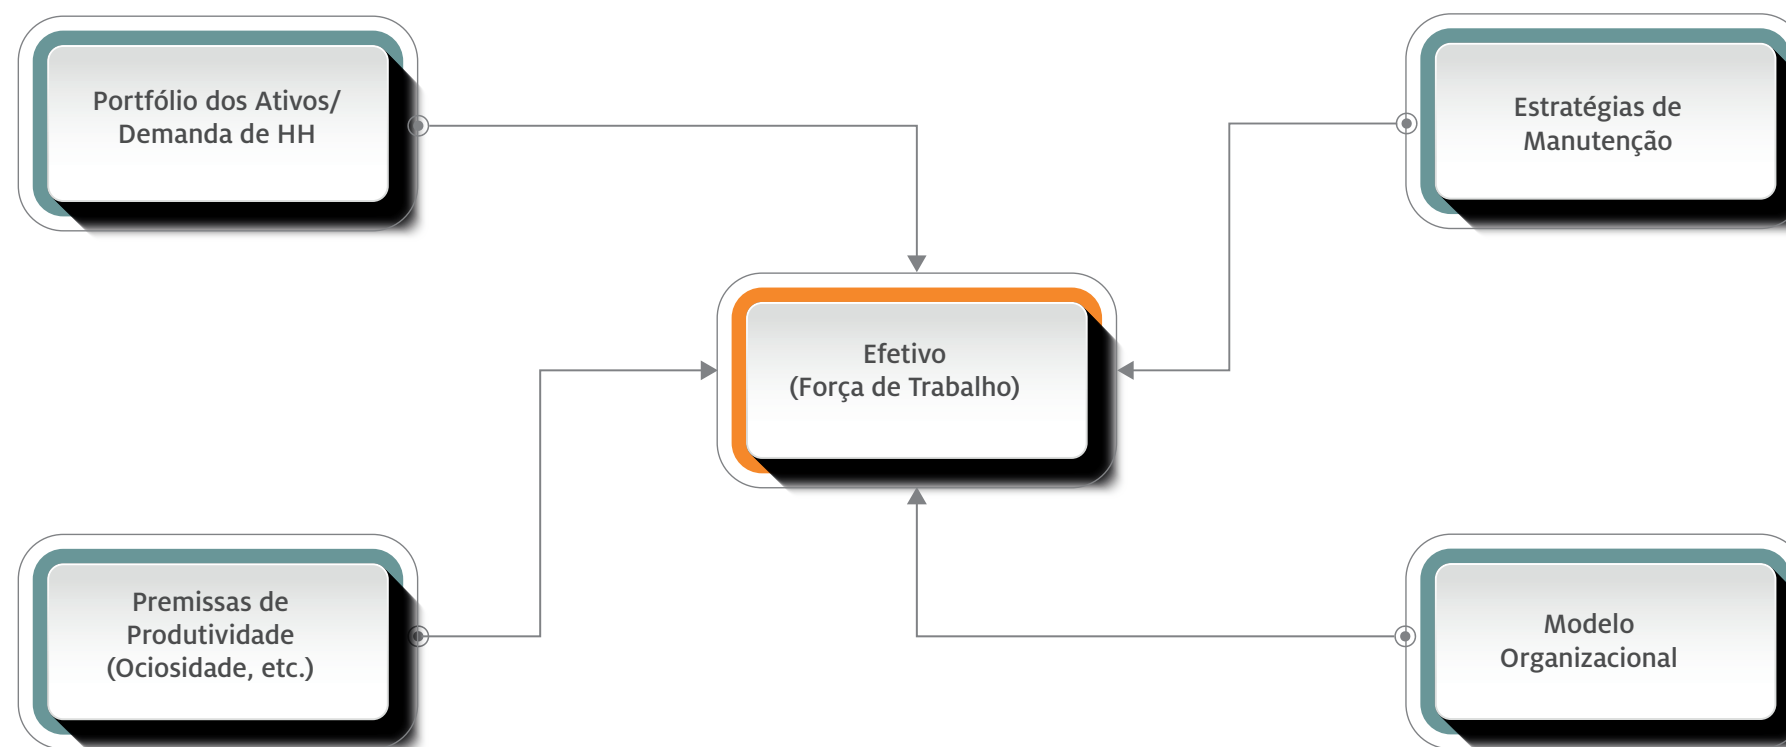 Portfólio dos Ativos/
Demanda de HH
Estratégias de
Manutenção
Efetivo
(Força de Trabalho)
Premissas de
Produtividade
(Ociosidade, etc.)
Modelo
Organizacional